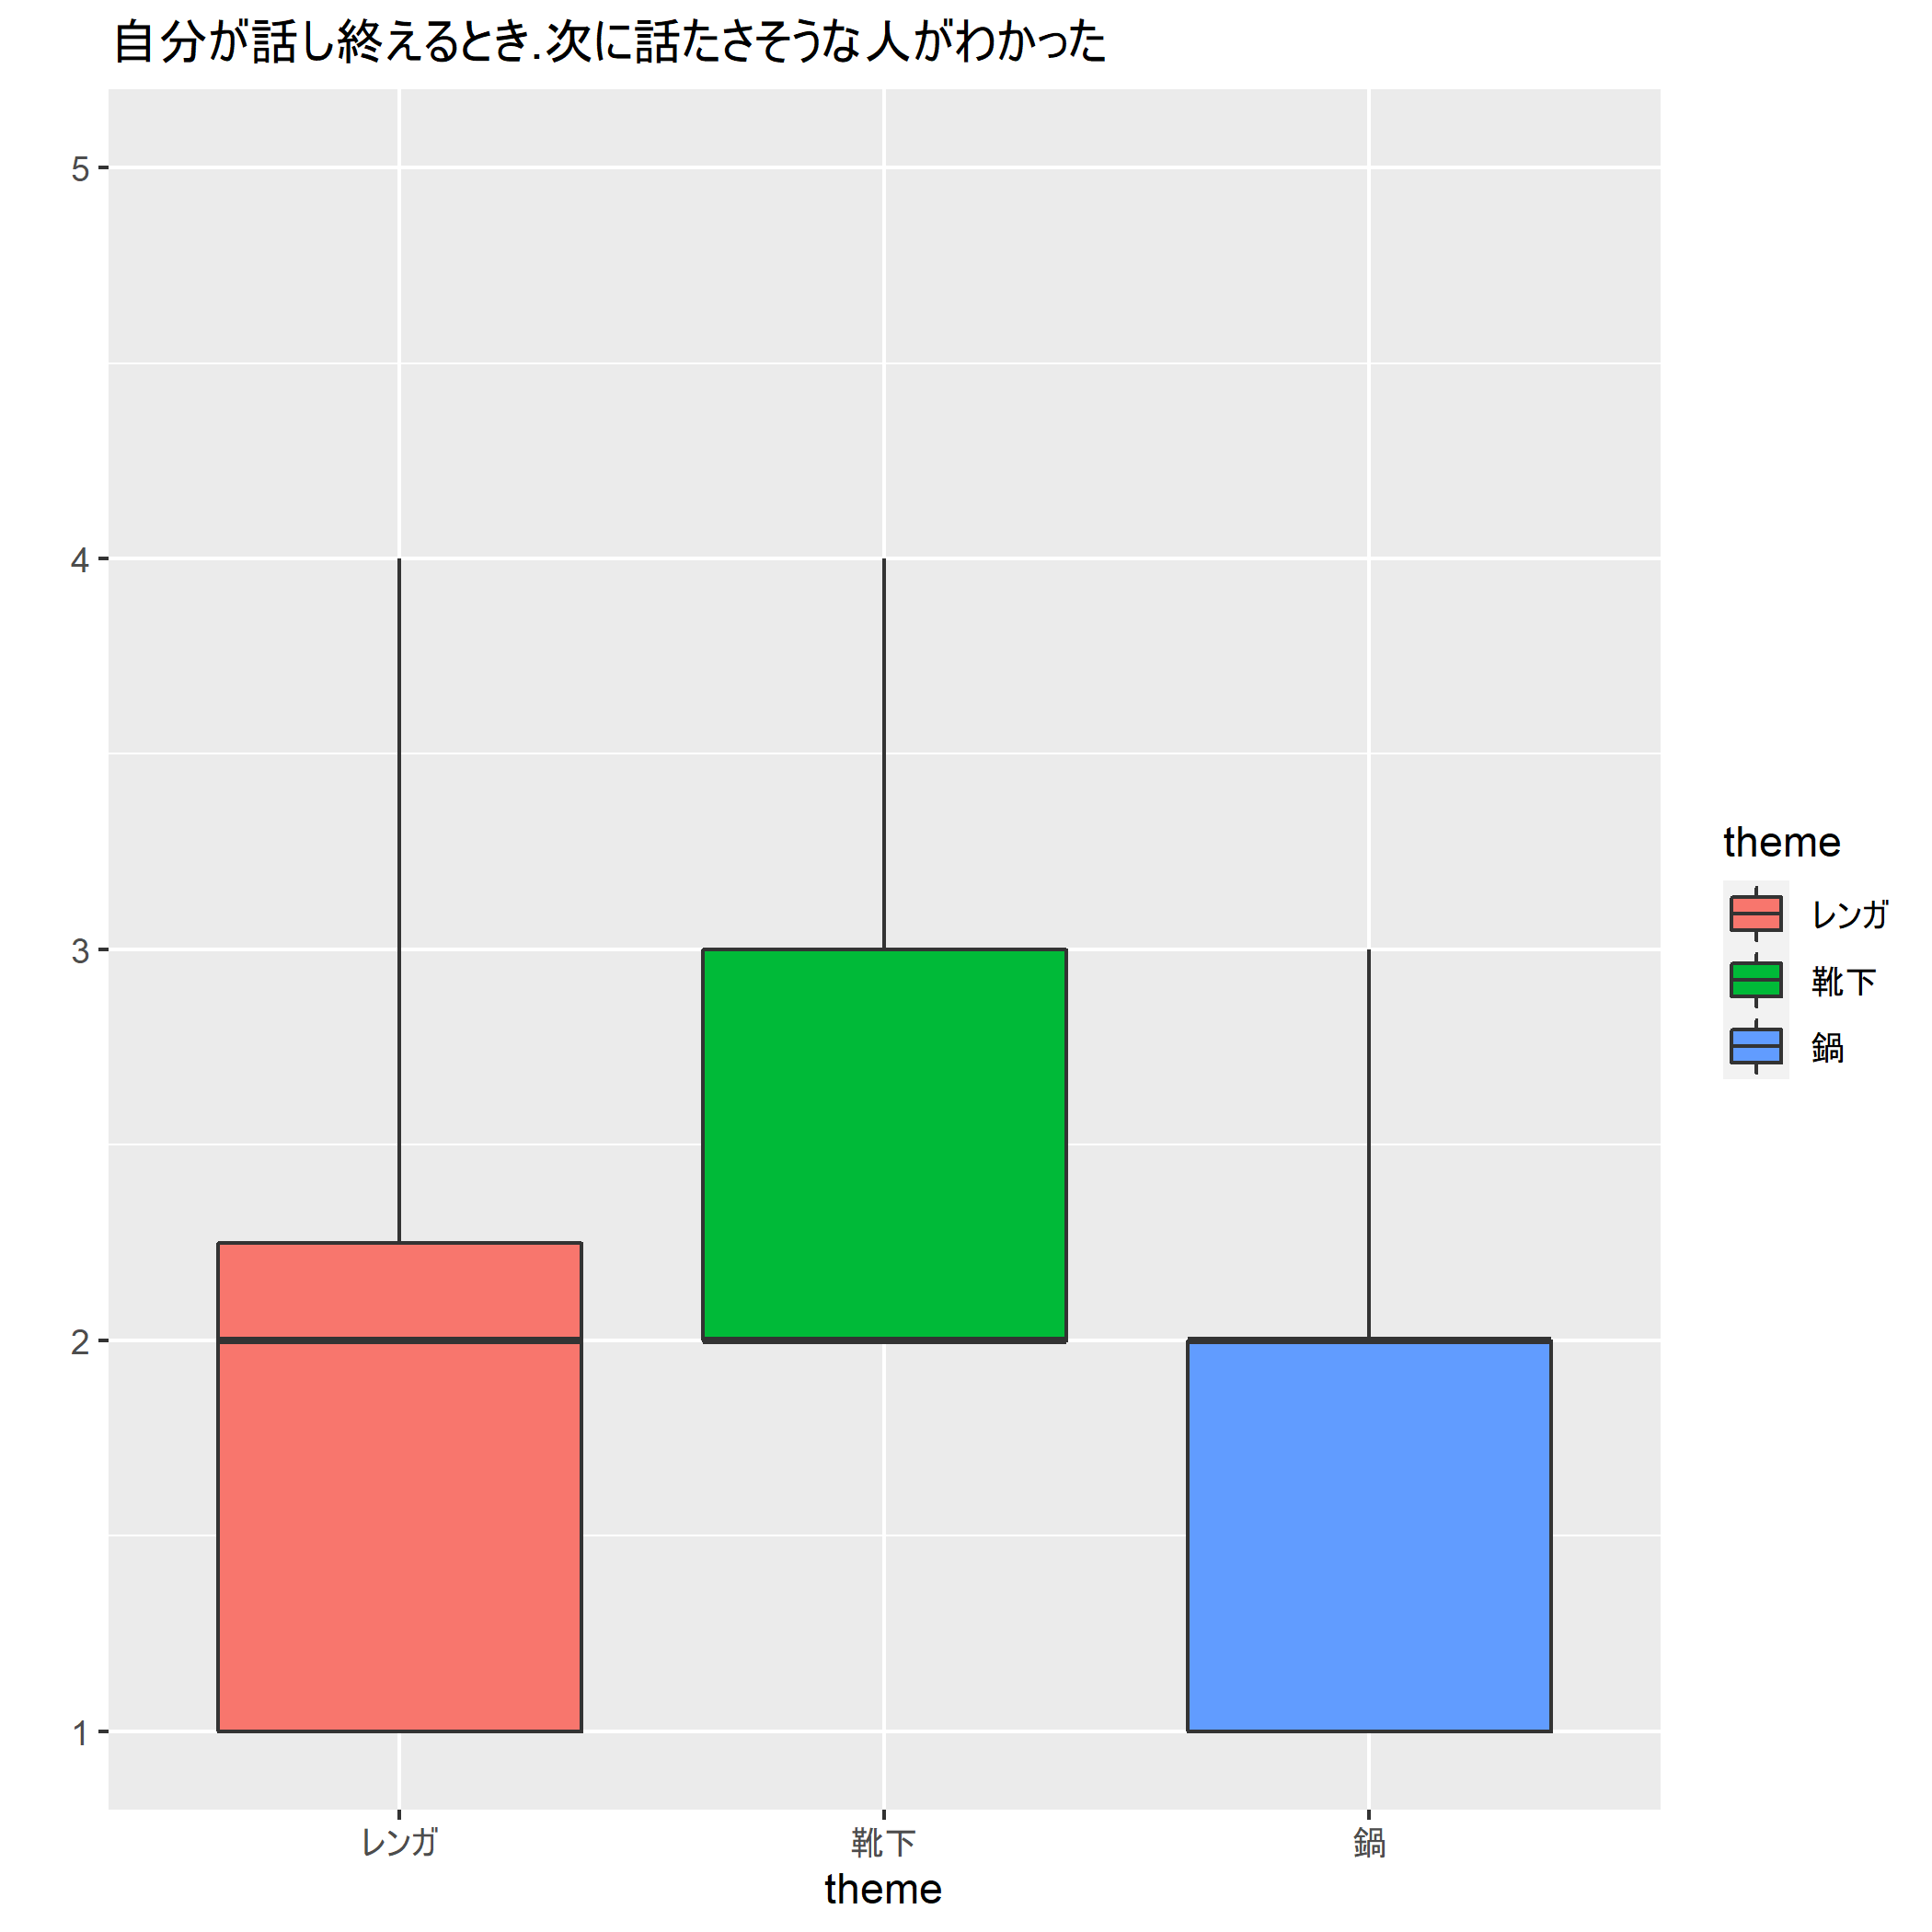 自分が話し終えるとき.次に話たさそうな人がわかった
5
4
3
2
1
レンガ
靴下
鍋
theme
theme
レンガ
靴下
鍋